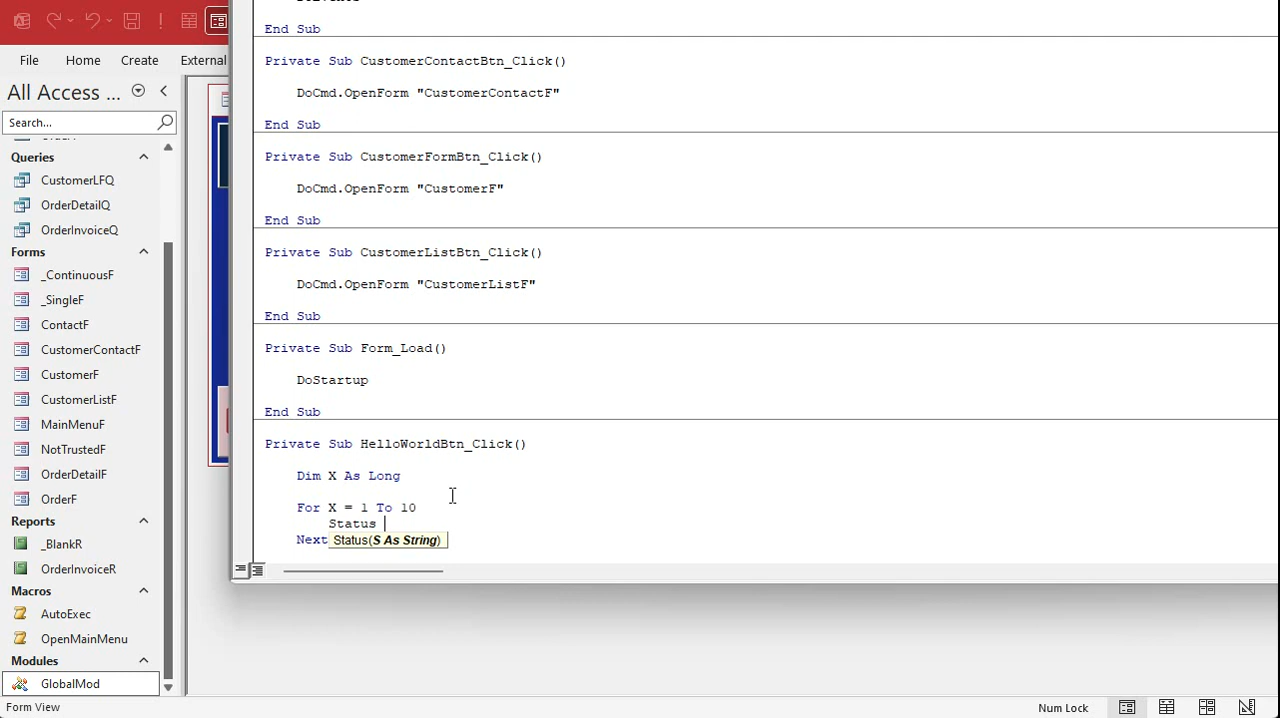 End Sub
File Home Create External
Private Sub CustomerContactBtn_Click()
All Access ...
DoCmd.OpenForm "CustomerContactF"
Search...
End Sub
Queries
Private Sub CustomerFormBtn_Click()
CustomerLFQ
DoCmd.OpenForm "CustomerF"
OrderDetailQ
End Sub
OrderInvoiceQ
Forms
Private Sub CustomerListBtn_Click()
_ContinuousF
DoCmd.OpenForm "CustomerListF"
_SingleF
End Sub
ContactF
Private Sub Form_Load()
CustomerContactF
CustomerF
DoStartup
CustomerListF
End Sub
MainMenuF
Private Sub HelloWorldBtn_Click()
NotTrustedF
OrderDetailF
Dim X As Long
OrderF
For X = 1 To 10
Reports
Status
Next
Status(S As String)
_BlankR
OrderInvoiceR
Macros
AutoExec
OpenMainMenu
Modules
GlobalMod
Form View
Num Lock